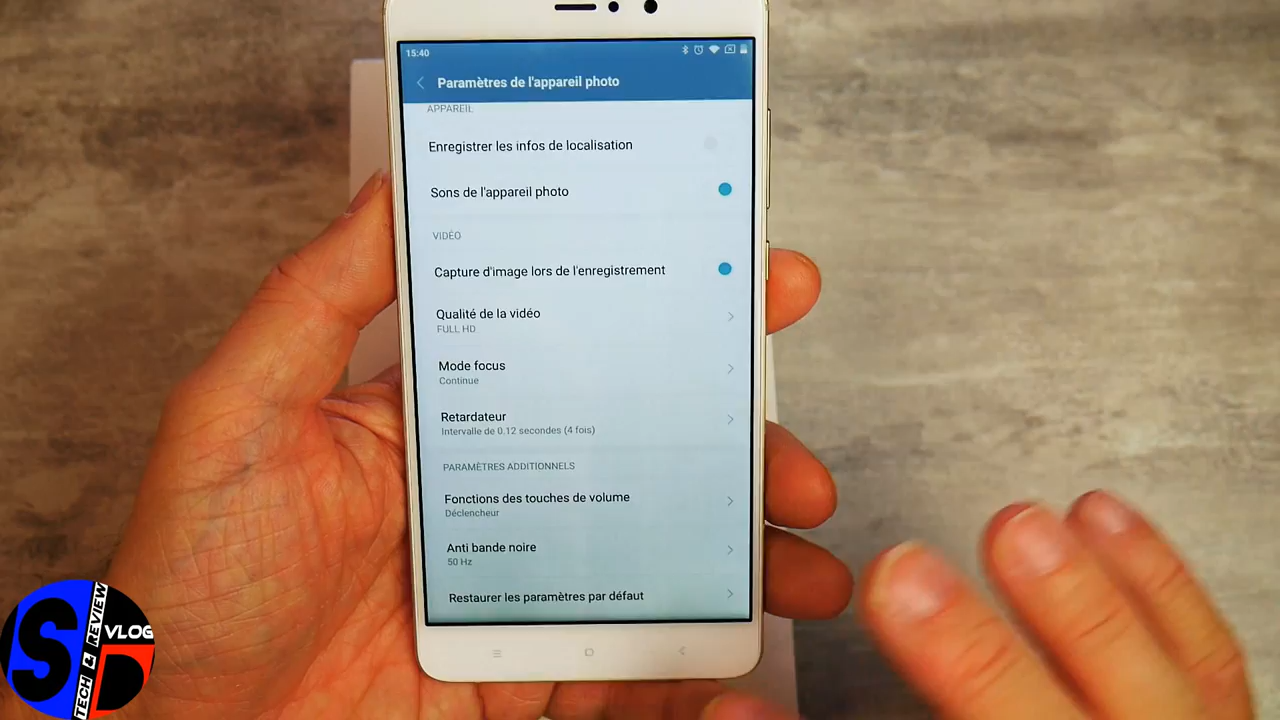 15:40
Paramètres de l'appareil photo
APPAREIL
Enregistrer les infos de localisation
Sons de l'appareil photo
VIDÉO
Capture d'image lors de l'enregistrement
Qualité de la vidéo
FULL HD
Mode focus
Continue
Retardateur
Intervalle de 0.12 secondes (4 fois)
PARAMÈTRES ADDITIONNELS
Fonctions des touches de volume
Déclencheur
Anti bande noire
50 Hz
Restaurer les paramètres par défaut
SD
TECH & REVIEW
VLOG